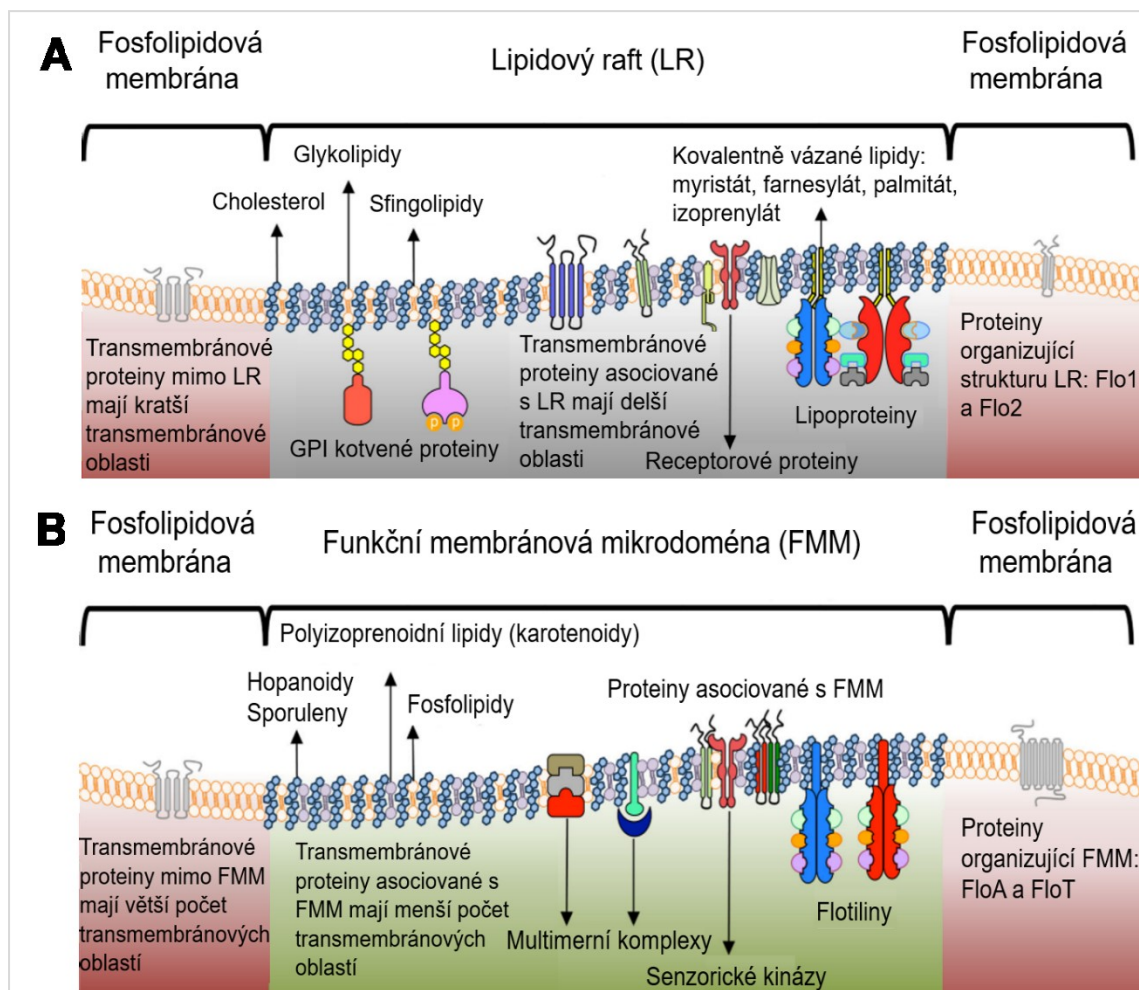 A
Fosfolipidová
membrána
Lipidový raft (LR)
Fosfolipidová
membrána
Glykolipidy
Cholesterol
Sfingolipidy
Kovalentně vázané lipidy:
myristát, farnesylát, palmitát,
izoprenylát
Transmembránové
proteiny mimo LR
mají kratší
transmembránové
oblasti
P P
GPI kotvené proteiny
Transmembránové
proteiny asociované
s LR mají delší
transmembránové
oblasti
Receptorové proteiny
Lipoproteiny
Proteiny
organizující
strukturu LR: Flo1
a Flo2
B
Fosfolipidová
membrána
Funkční membránová mikrodoména (FMM)
Fosfolipidová
membrána
Polyizoprenoidní lipidy (karotenoidy)
Hopanoidy
Sporuleny
Fosfolipidy
Proteiny asociované s FMM
Transmembránové
proteiny mimo FMM
mají větší počet
transmembránových
oblastí
Transmembránové
proteiny asociované s
FMM mají menší počet
transmembránových
oblastí
Multimerní komplexy
Senzorické kinázy
Flotiliny
Proteiny
organizující FMM:
FloA a FloT